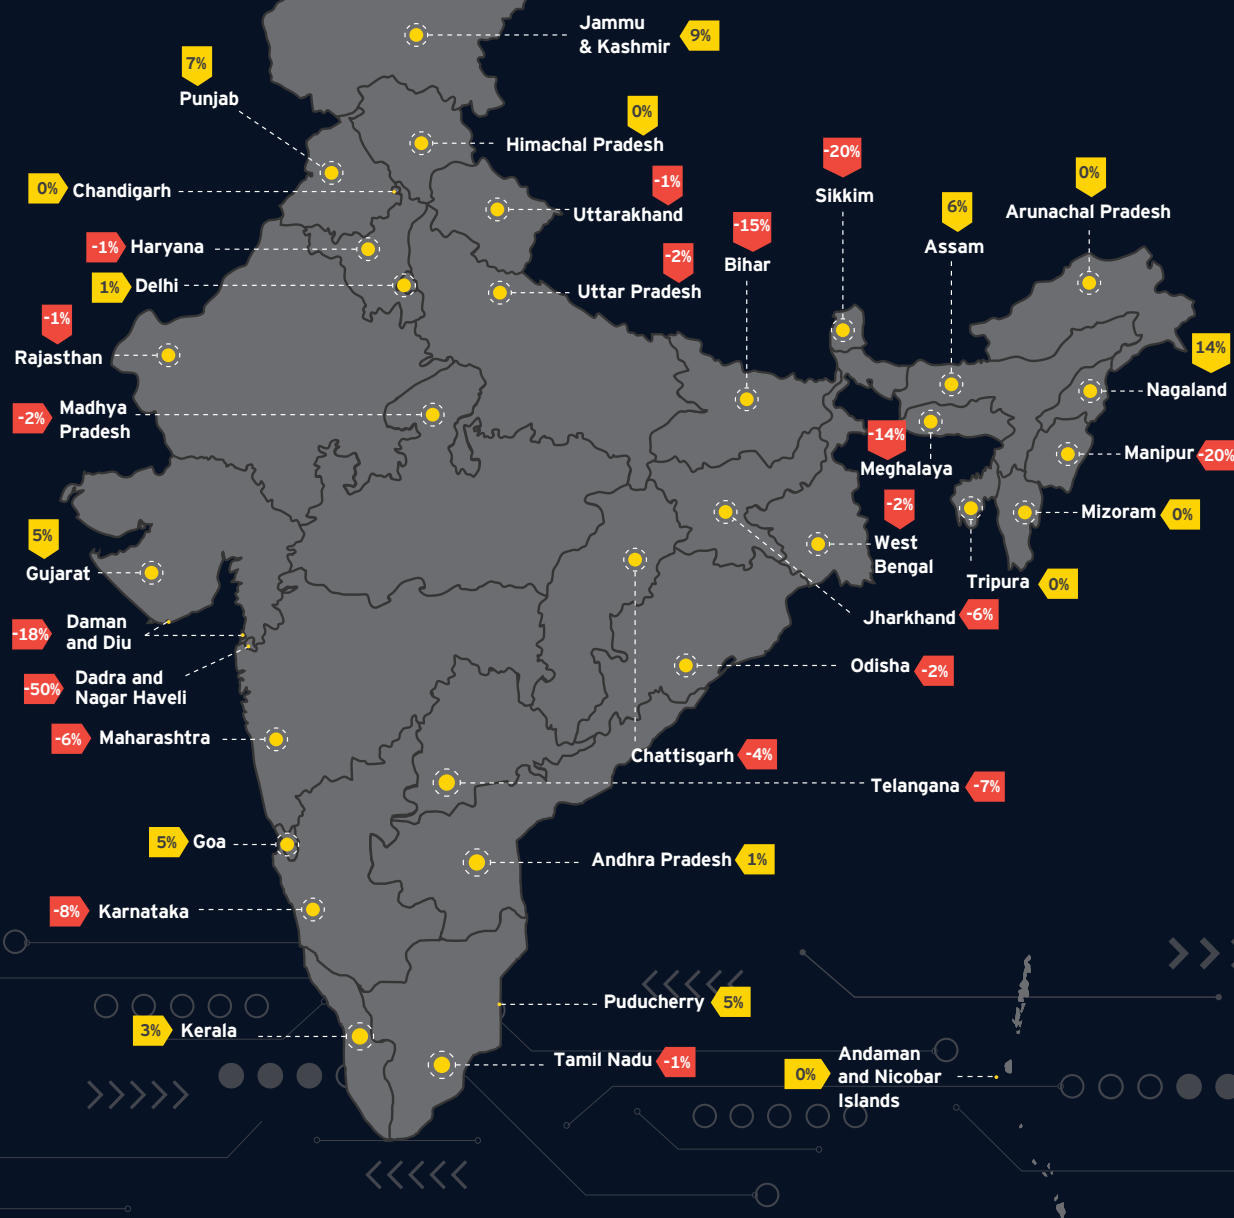 Jammu
& Kashmir
9%
7%
Punjab
0%
Himachal Pradesh
0%
Chandigarh
-1%
Uttarakhand
-20%
Sikkim
0%
Arunachal Pradesh
6%
Assam
-15%
Bihar
-1%
Haryana
-2%
Uttar Pradesh
1%
Delhi
-1%
Rajasthan
14%
Nagaland
-2%
Madhya
Pradesh
-14%
Meghalaya
Manipur
-20%
-2%
West
Bengal
Mizoram
0%
5%
Gujarat
Tripura
0%
Jharkhand
-6%
-18%
Daman
and Diu
Odisha
-2%
-50%
Dadra and
Nagar Haveli
-6%
Maharashtra
Chattisgarh
-4%
Telangana
-7%
5%
Goa
Andhra Pradesh
1%
-8%
Karnataka
Puducherry
5%
3%
Kerala
Tamil Nadu
-1%
0%
Andaman
and Nicobar
Islands